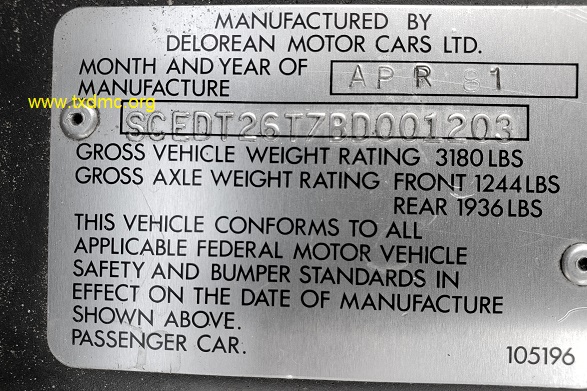 MANUFACTURED BY
DELOREAN MOTOR CARS LTD.
MONTH AND YEAR OF
MANUFACTURE
APR 81
www.txdmc.org
SCEDT26T7BD001203
GROSS VEHICLE WEIGHT RATING 3180 LBS
GROSS AXLE WEIGHT RATING FRONT 1244 LBS
REAR 1936 LBS
THIS VEHICLE CONFORMS TO ALL
APPLICABLE FEDERAL MOTOR VEHICLE
SAFETY AND BUMPER STANDARDS IN
EFFECT ON THE DATE OF MANUFACTURE
SHOWN ABOVE.
PASSENGER CAR.
105196